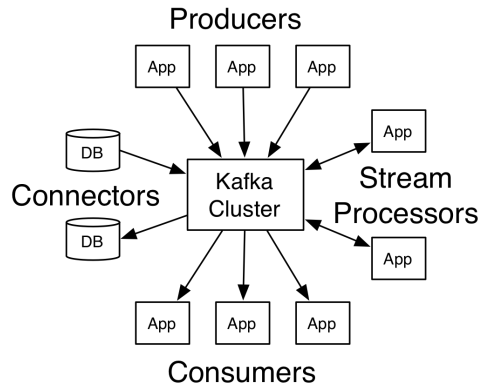 Producers
App
App
App
DB
App
Kafka
Cluster
Connectors
Stream
Processors
DB
App
App
App
App
Consumers